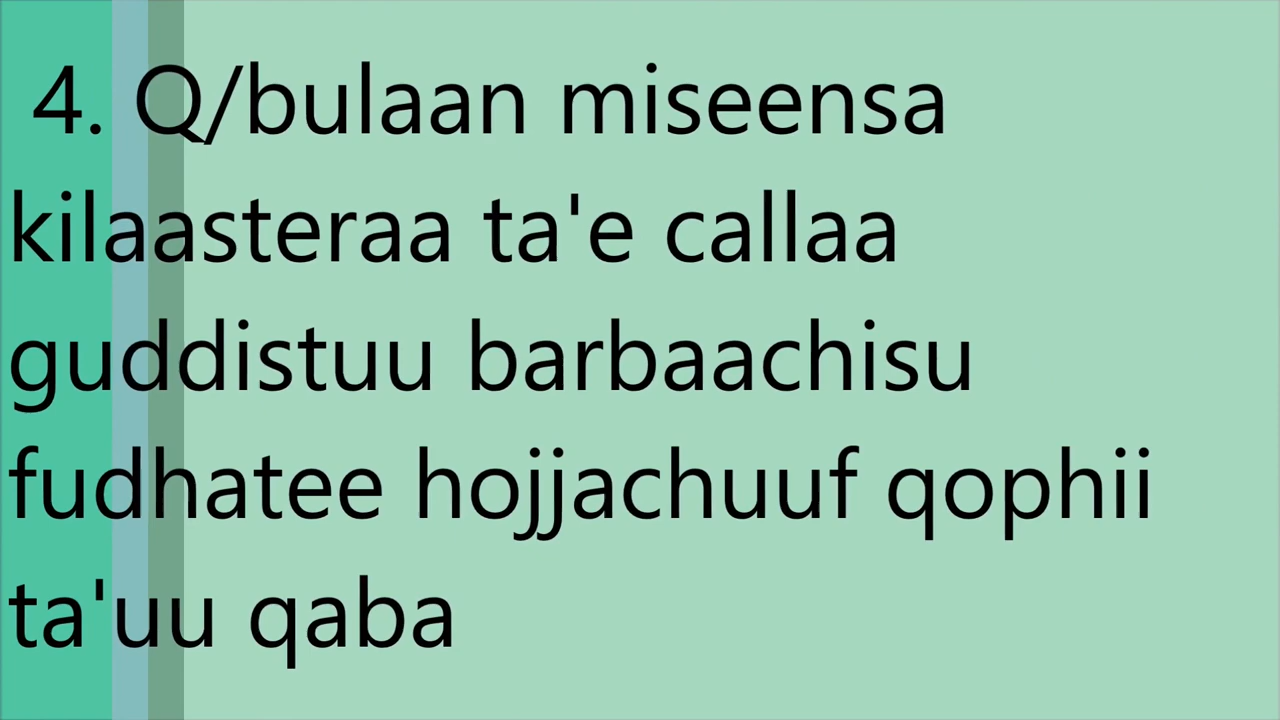 4. Q/bulaan miseensa
kilaasteraa ta'e callaa
guddistuu barbaachisu
fudhatee hojjachuuf qophii
ta'uu qaba